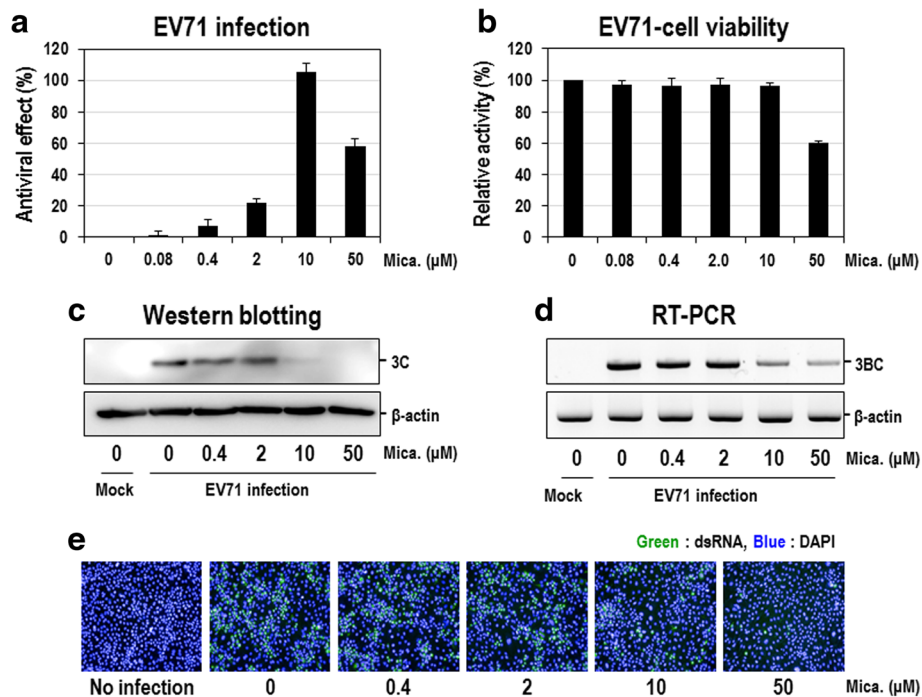 a
EV71 infection
Antiviral effect (%)
120
100
80
60
40
20
0
0 0.08 0.4 2 10 50 Mica. (µM)
b
EV71-cell viability
Relative activity (%)
120
100
80
60
40
20
0
0 0.08 0.4 2.0 10 50 Mica. (µM)
c
Western blotting
3C
β-actin
0 0 0.4 2 10 50 Mica. (µM)
Mock EV71 infection
d
RT-PCR
3BC
β-actin
0 0 0.4 2 10 50 Mica. (µM)
Mock EV71 infection
e
Green : dsRNA, Blue : DAPI
No infection 0 0.4 2 10 50 Mica. (µM)